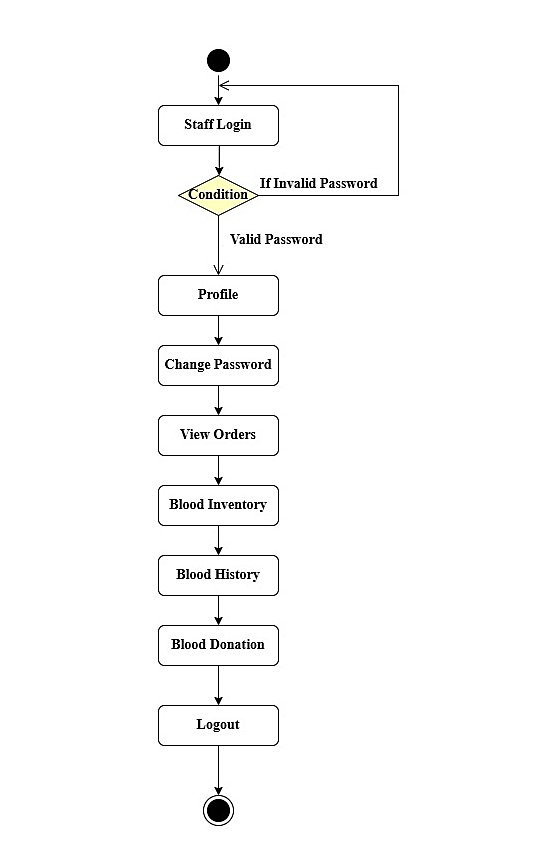 Staff Login
Condition
If Invalid Password
Valid Password
Profile
Change Password
View Orders
Blood Inventory
Blood History
Blood Donation
Logout